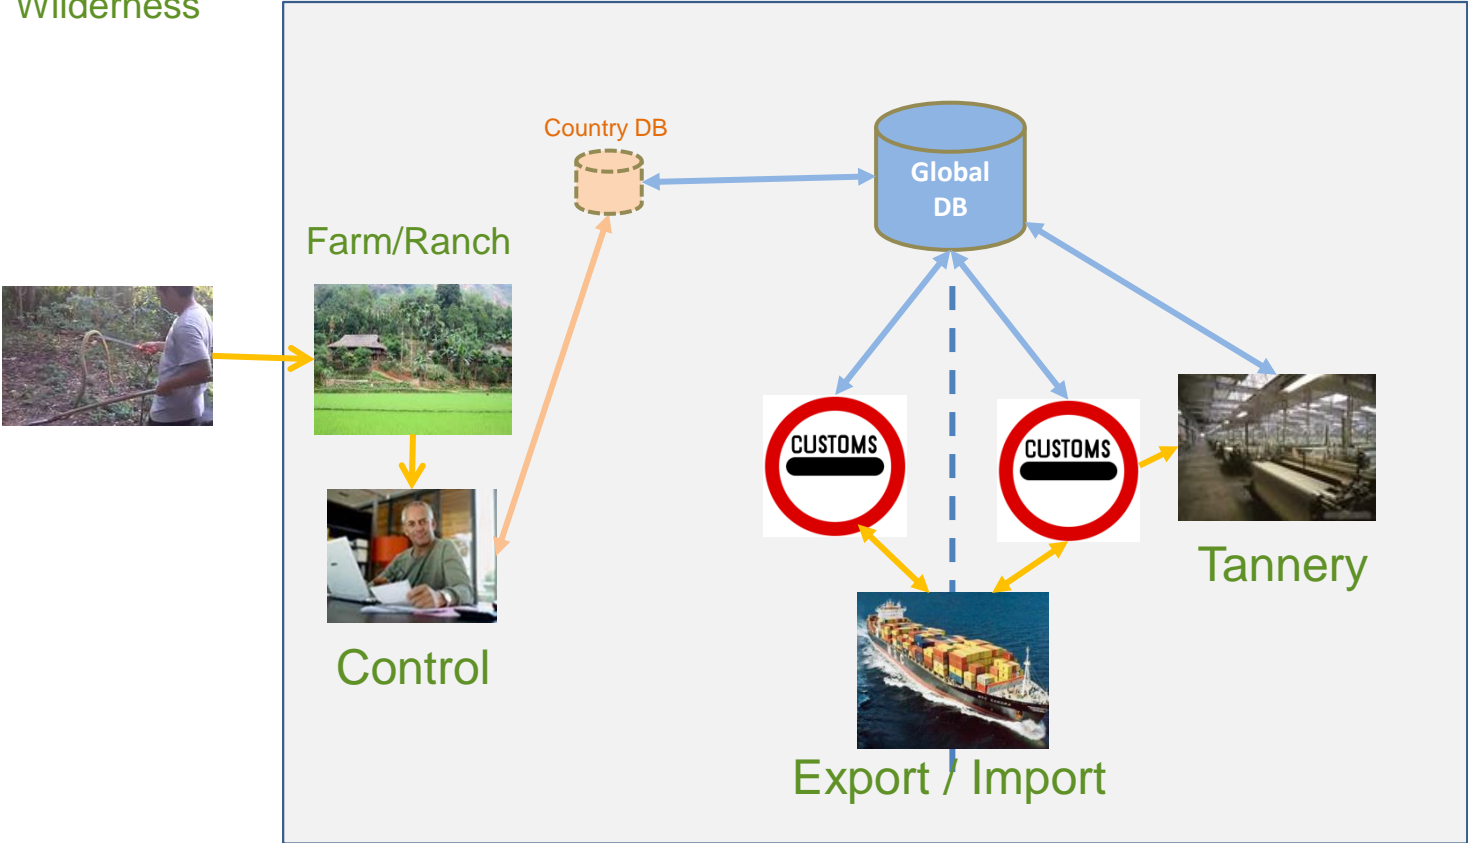 Wilderness
Country DB
Global
DB
Farm/Ranch
CUSTOMS
CUSTOMS
Tannery
Control
Export / Import